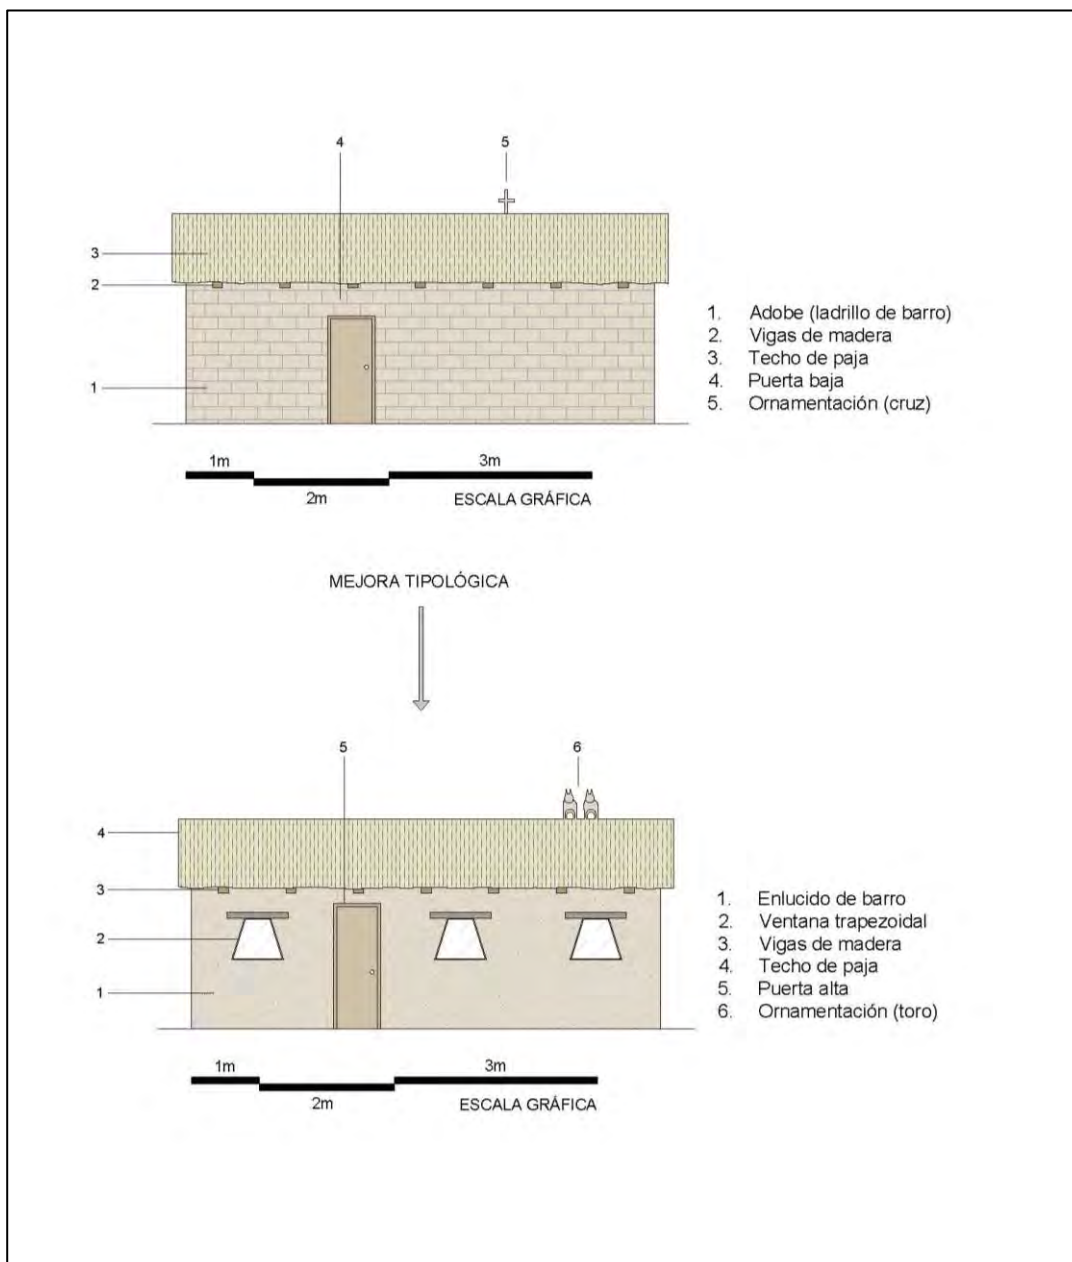 4
5
3
2
1
1. Adobe (ladrillo de barro)
2. Vigas de madera
3. Techo de paja
4. Puerta baja
5. Ornamentación (cruz)
1m
3m
2m
ESCALA GRÁFICA
MEJORA TIPOLÓGICA
5
6
4
3
2
1
1. Enlucido de barro
2. Ventana trapezoidal
3. Vigas de madera
4. Techo de paja
5. Puerta alta
6. Ornamentación (toro)
1m
3m
2m
ESCALA GRÁFICA